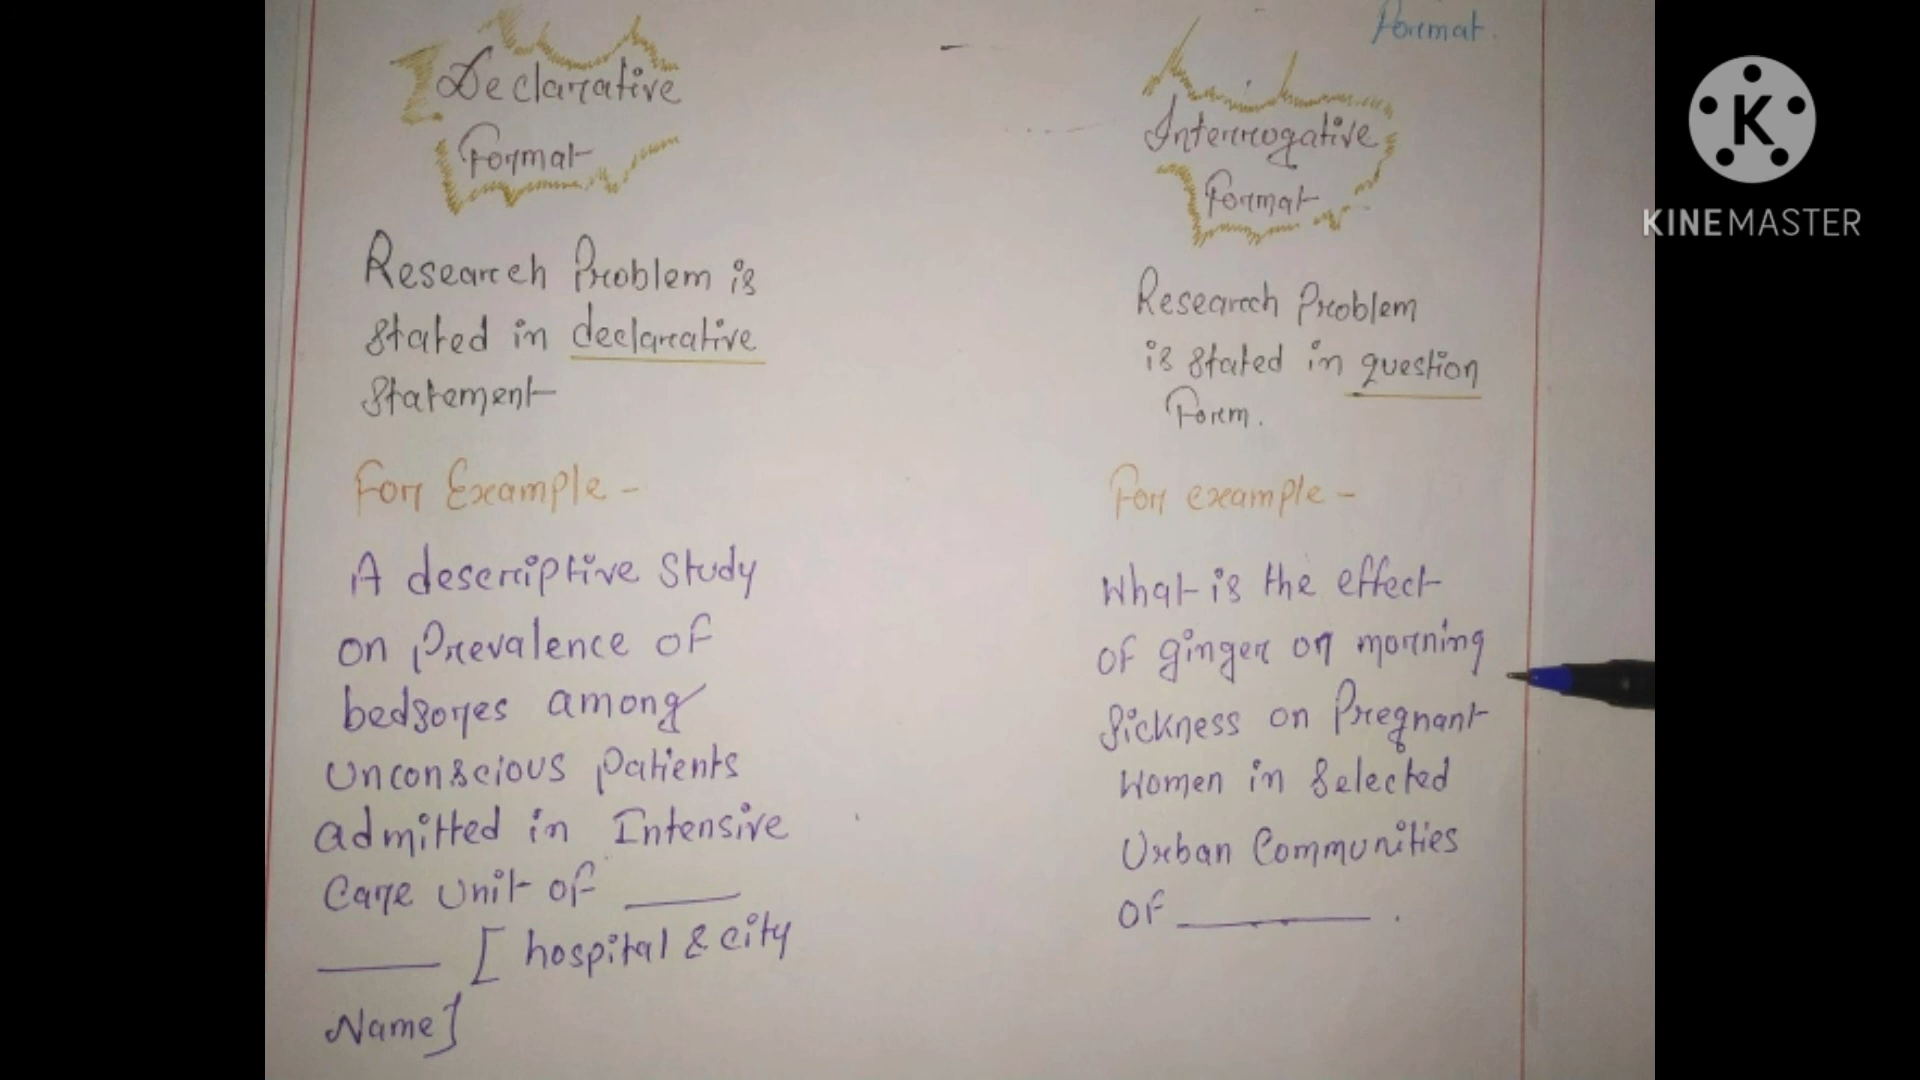 Format.
Declarative
Format
Research Problem is
stated in declarative
statement
For Example -
A descriptive study
on prevalence of
bedsores among
unconscious patients
admitted in Intensive
Care unit of ____
____ [ hospital & city
Name]
Interrogative
Format
Research Problem
is stated in question
Form.
For example -
What is the effect
of ginger on morning
sickness on Pregnant
women in selected
Urban Communities
of ______ .
K
KINEMASTER